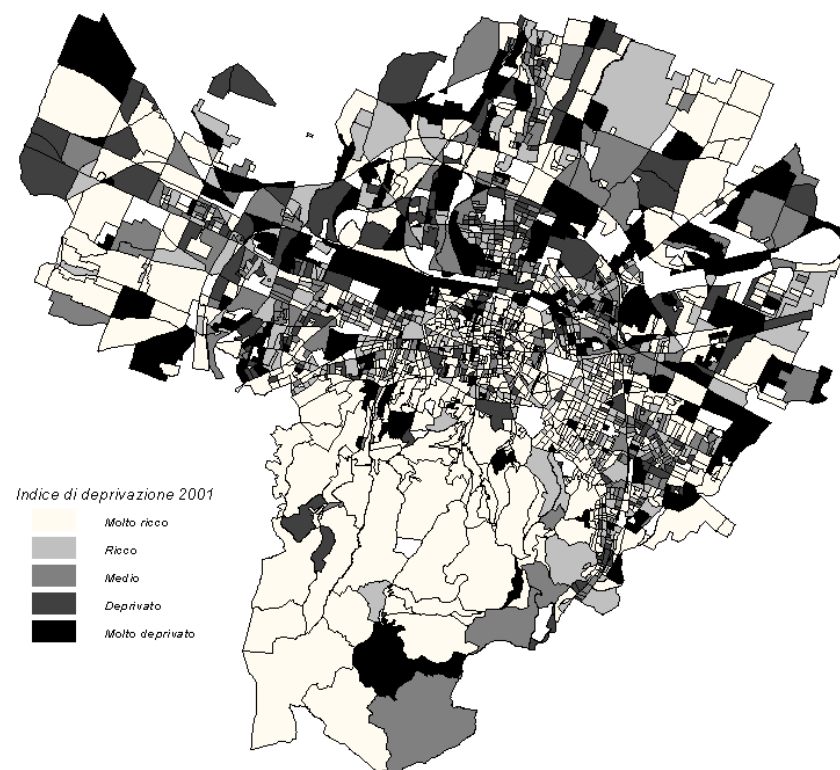 Indice di deprivazione 2001
Molto ricco
Ricco
Medio
Deprivato
Molto deprivato